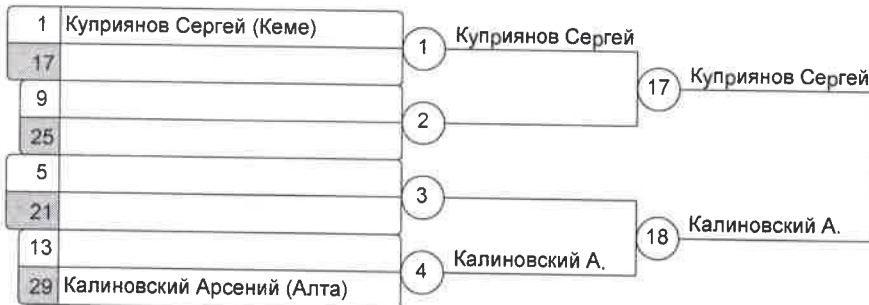 1 Куприянов Сергей (Кеме)
17
1 Куприянов Сергей
9
25
2
17 Куприянов Сергей
5
21
3
13
29 Калиновский Арсений (Алта)
4 Калиновский А.
18 Калиновский А.